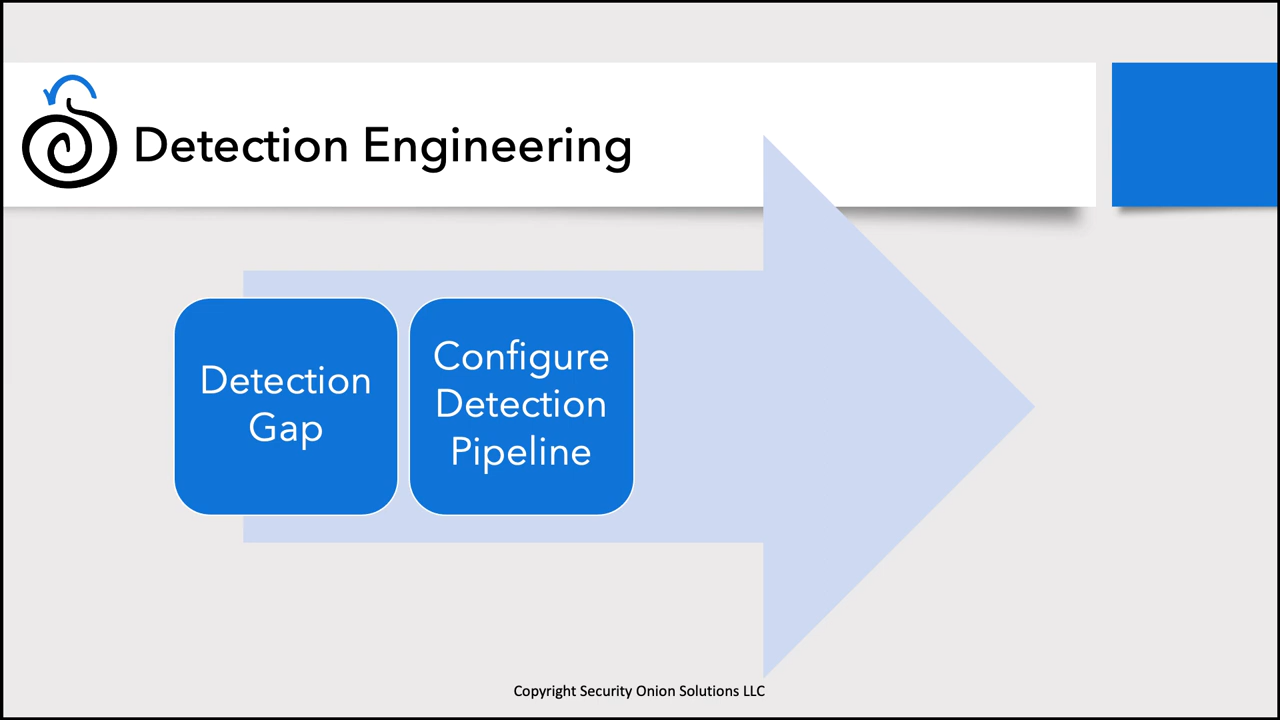 Detection Engineering
Detection
Gap
Configure
Detection
Pipeline
Copyright Security Onion Solutions LLC